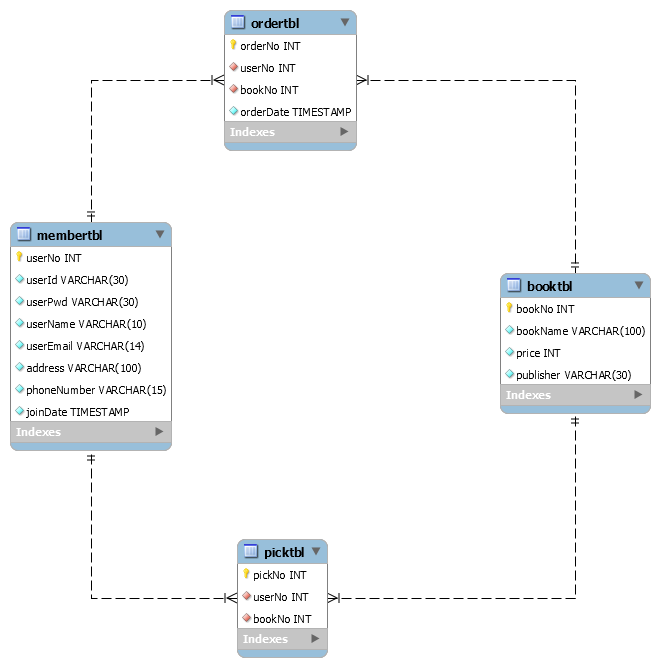 ordertbl
orderNo INT
userNo INT
bookNo INT
orderDate TIMESTAMP
Indexes
membertbl
userNo INT
userId VARCHAR(30)
userPwd VARCHAR(30)
userName VARCHAR(10)
userEmail VARCHAR(14)
address VARCHAR(100)
phoneNumber VARCHAR(15)
joinDate TIMESTAMP
Indexes
booktbl
bookNo INT
bookName VARCHAR(100)
price INT
publisher VARCHAR(30)
Indexes
picktbl
pickNo INT
userNo INT
bookNo INT
Indexes